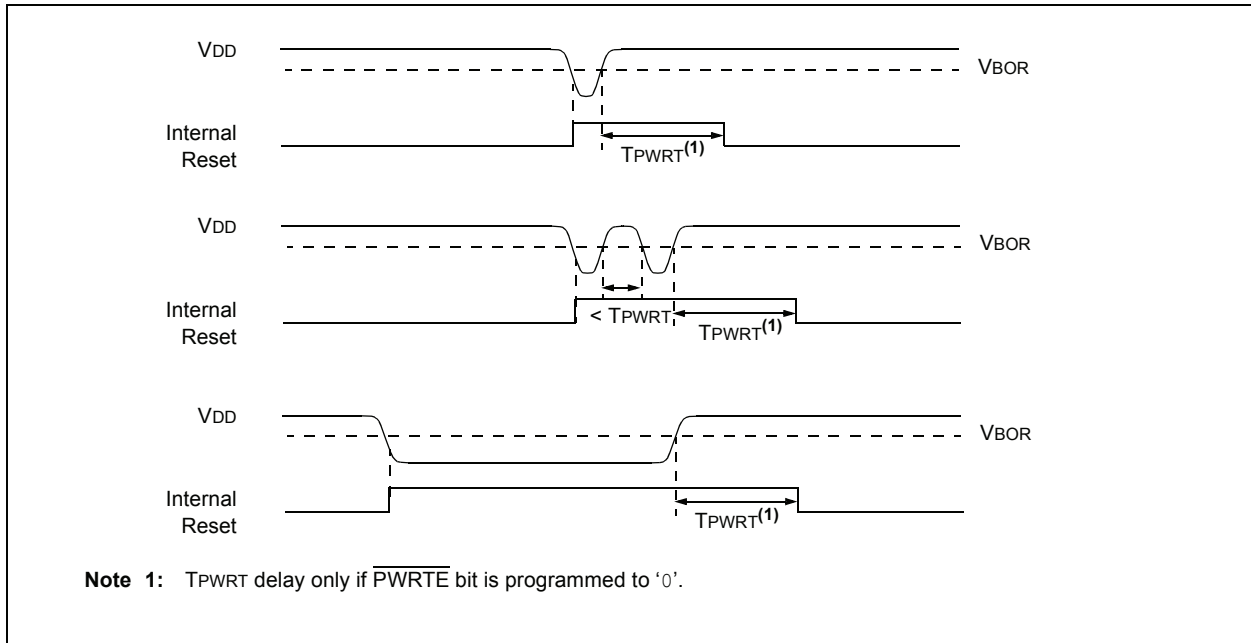 VDD
VBOR
Internal
Reset
TPWRT(1)
VDD
VBOR
Internal
Reset
< TPWRT
TPWRT(1)
VDD
VBOR
Internal
Reset
TPWRT(1)
Note 1: TPWRT delay only if P̅W̅R̅T̅E̅ bit is programmed to ‘0’.